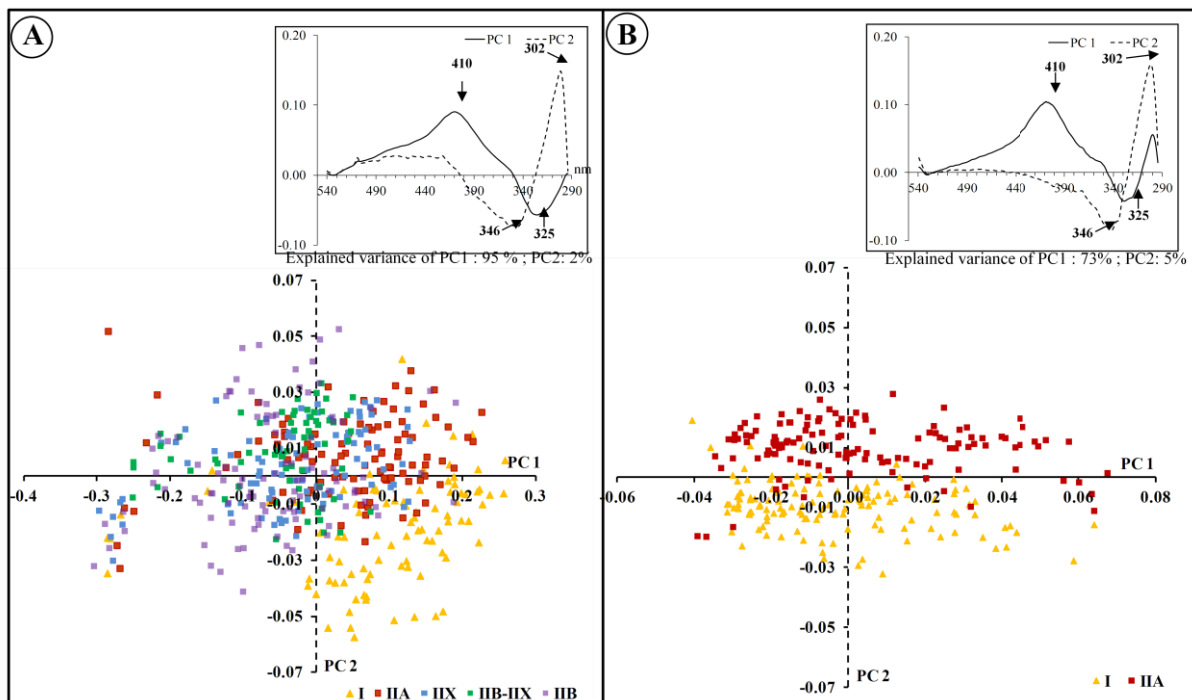 A
PC 1 PC 2
302
0.20
410
0.10
0.00
nm
540 490 440 390 340 290
346
325
-0.10
Explained variance of PC1 : 95 % ; PC2: 2%
0.07
0.05
0.03
0.01
PC 1
-0.4 -0.3 -0.2 -0.1 0 0.1 0.2 0.3
-0.01
-0.03
-0.05
-0.07
PC 2
I IIA IIX IIB-IIX IIB
B
PC 1 PC 2
302
0.20
410
0.10
0.00
540 490 440 390 340 290
346
325
-0.10
Explained variance of PC1 : 73% ; PC2: 5%
0.07
0.05
0.03
0.01
PC 1
-0.06 -0.04 -0.02 0.00 0.02 0.04 0.06 0.08
-0.01
-0.03
-0.05
-0.07
PC 2
I IIA